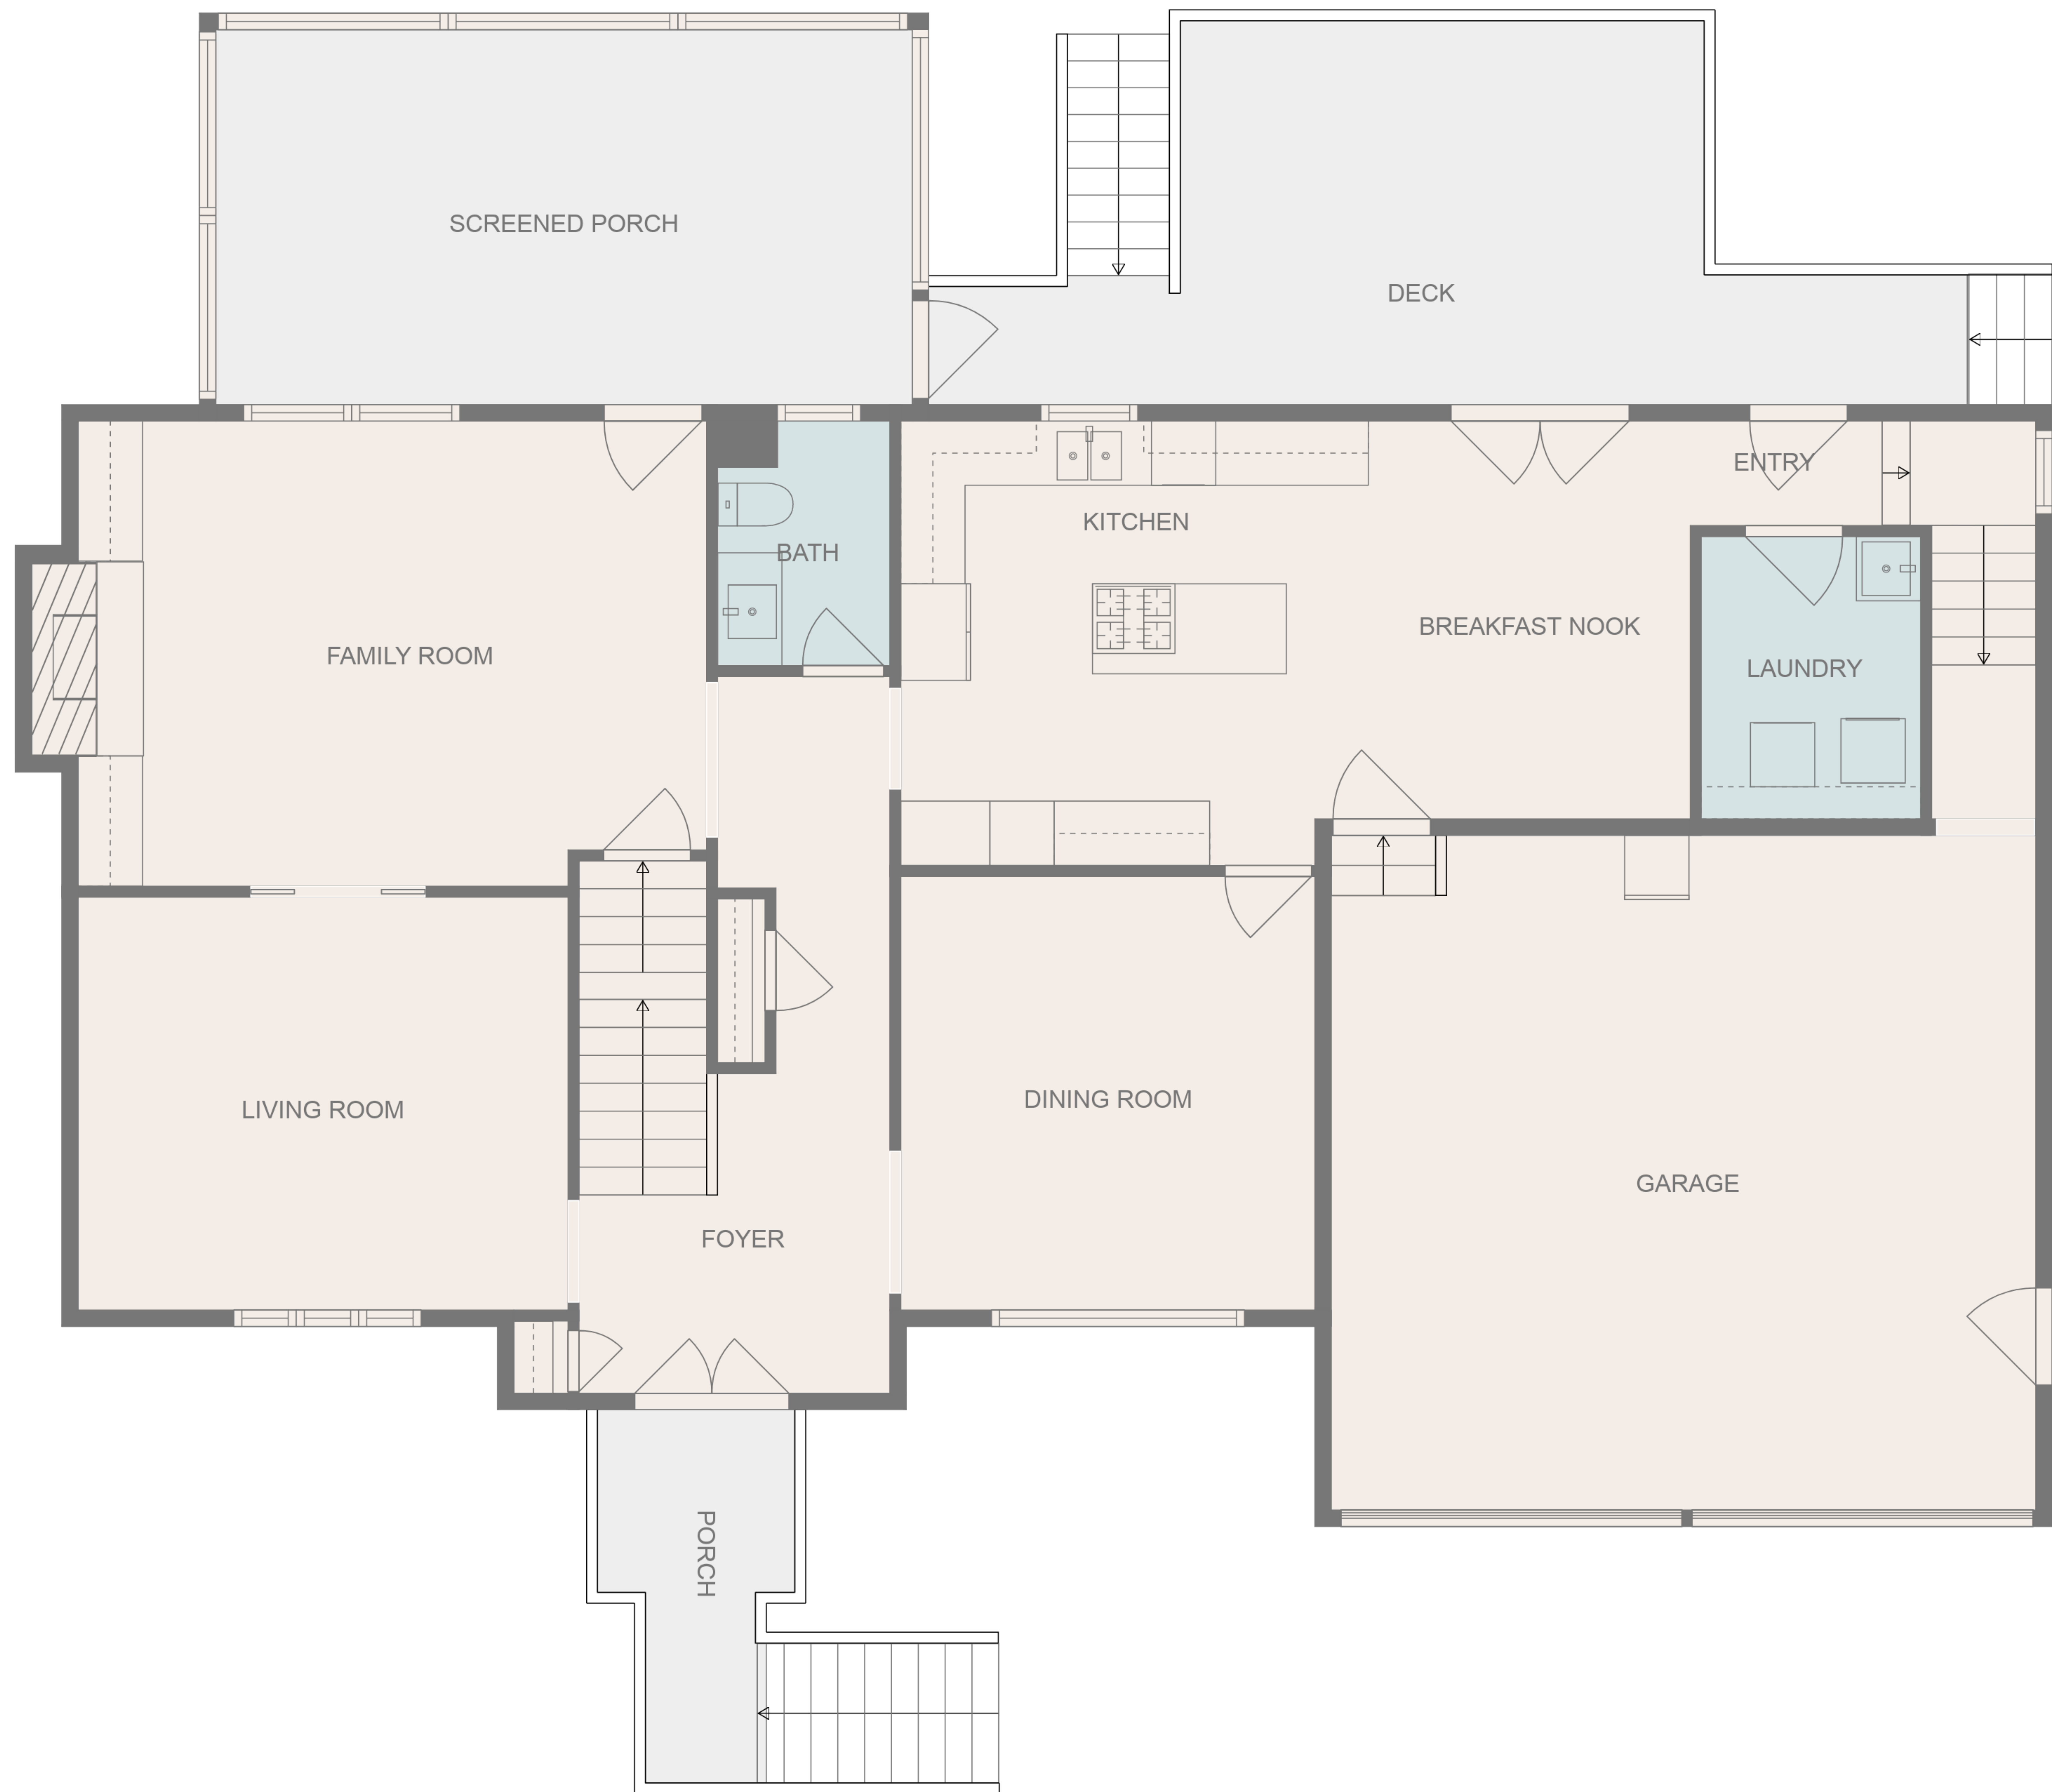 SCREENED PORCH
DECK
ENTRY
KITCHEN
BATH
BREAKFAST NOOK
FAMILY ROOM
LAUNDRY
DINING ROOM
LIVING ROOM
GARAGE
FOYER
PORCH